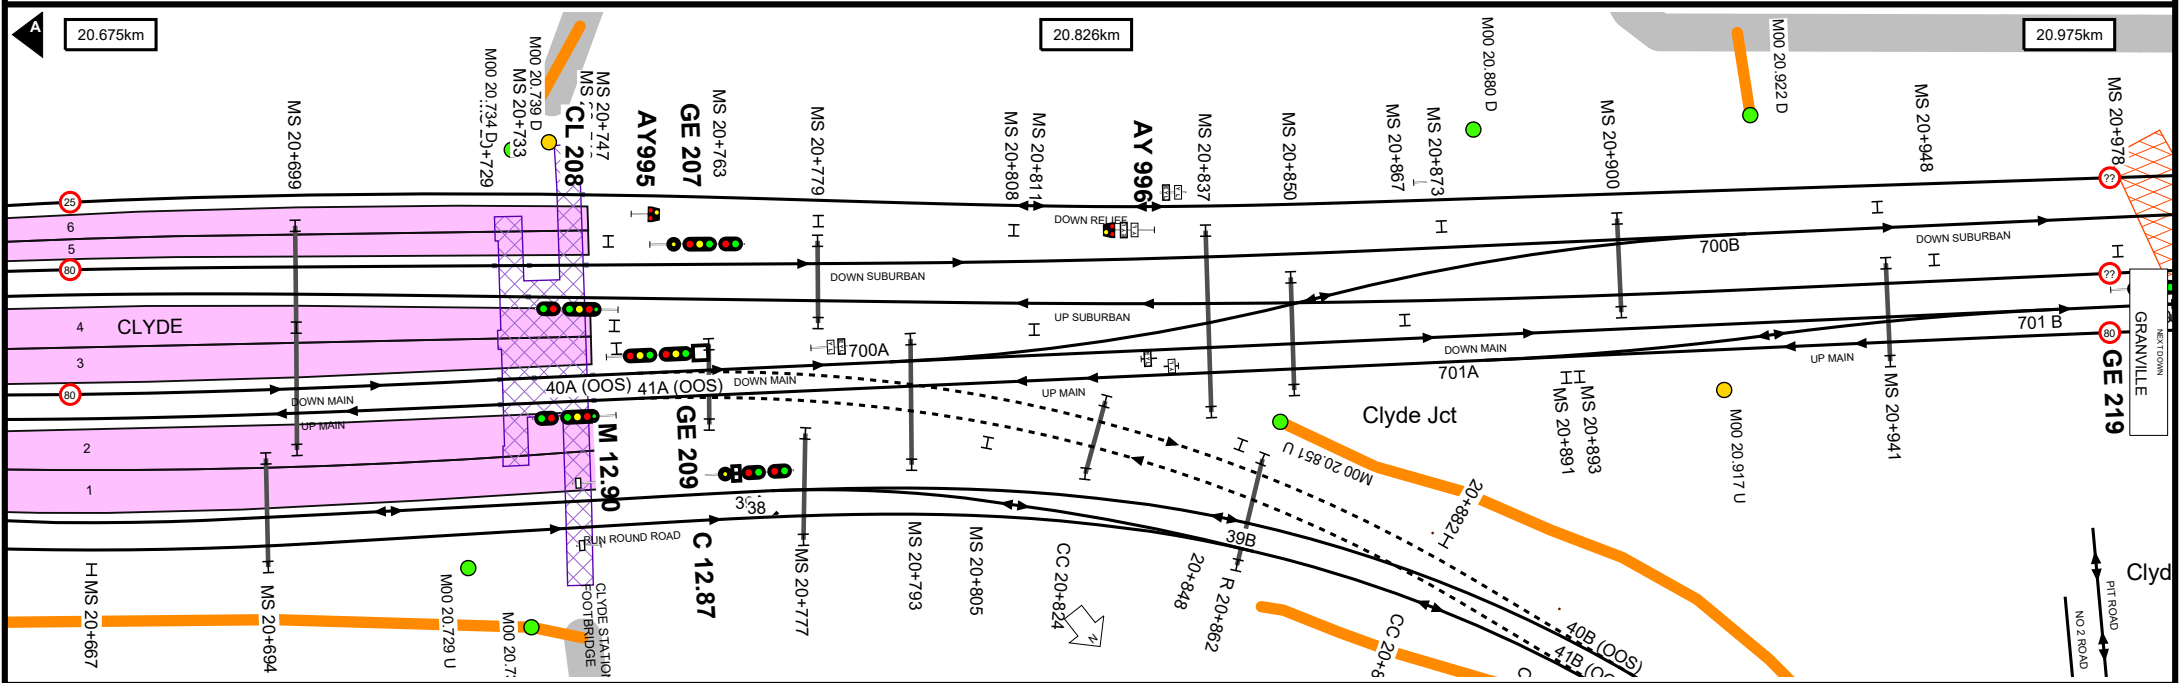 A
20.675km
20.826km
20.975km
MS 20+699
M00 20.734 D
MS 20+733
M00 20.739 D
MS 20+747
CL 208
AY995
GE 207
MS 20+763
MS 20+779
MS 20+808
MS 20+811
AY 996
MS 20+837
MS 20+850
MS 20+867
MS 20+873
M00 20.880 D
MS 20+900
M00 20.922 D
MS 20+948
MS 20+978
25
6
5
80
DOWN RELIEF
DOWN SUBURBAN
700B
DOWN SUBURBAN
??
??
4
CLYDE
3
UP SUBURBAN
700A
DOWN MAIN
701 B
UP MAIN
80
GRANVILLE
NEXT DOWN
GE 219
80
DOWN MAIN
UP MAIN
40A (OOS)
41A (OOS)
DOWN MAIN
UP MAIN
701A
Clyde Jct
2
1
M 12.90
GE 209
38
RUN ROUND ROAD
C 12.87
39B
M00 20.851 U
20+882
MS 20+891
MS 20+893
M00 20.917 U
MS 20+941
MS 20+667
MS 20+694
M00 20.729 U
M00 20.7
CLYDE STATION
FOOTBRIDGE
MS 20+777
MS 20+793
MS 20+805
CC 20+824
N
20+848
R 20+862
CC 20+8
40B (OOS)
41B (OO
C
PIT ROAD
NO 2 ROAD
Clyd